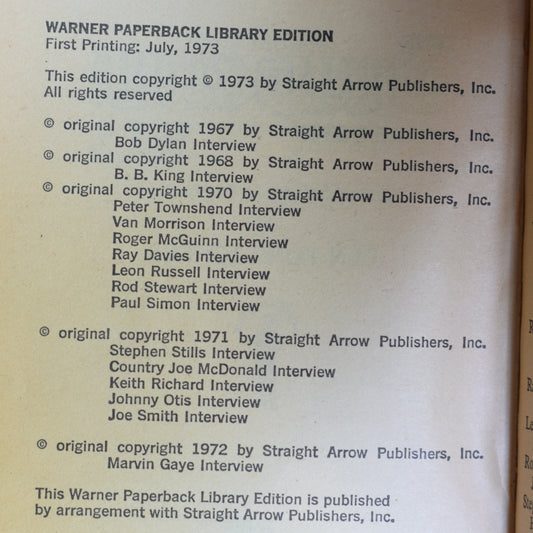 WARNER PAPERBACK LIBRARY EDITION
First Printing: July, 1973
This edition copyright © 1973 by Straight Arrow Publishers, Inc.
All rights reserved
© original copyright 1967 by Straight Arrow Publishers, Inc.
Bob Dylan Interview
© original copyright 1968 by Straight Arrow Publishers, Inc.
B. B. King Interview
© original copyright 1970 by Straight Arrow Publishers, Inc.
Peter Townshend Interview
Van Morrison Interview
Roger McGuinn Interview
Ray Davies Interview
Leon Russell Interview
Rod Stewart Interview
Paul Simon Interview
© original copyright 1971 by Straight Arrow Publishers, Inc.
Stephen Stills Interview
Country Joe McDonald Interview
Keith Richard Interview
Johnny Otis Interview
Joe Smith Interview
© original copyright 1972 by Straight Arrow Publishers, Inc.
Marvin Gaye Interview
This Warner Paperback Library Edition is published
by arrangement with Straight Arrow Publishers, Inc.